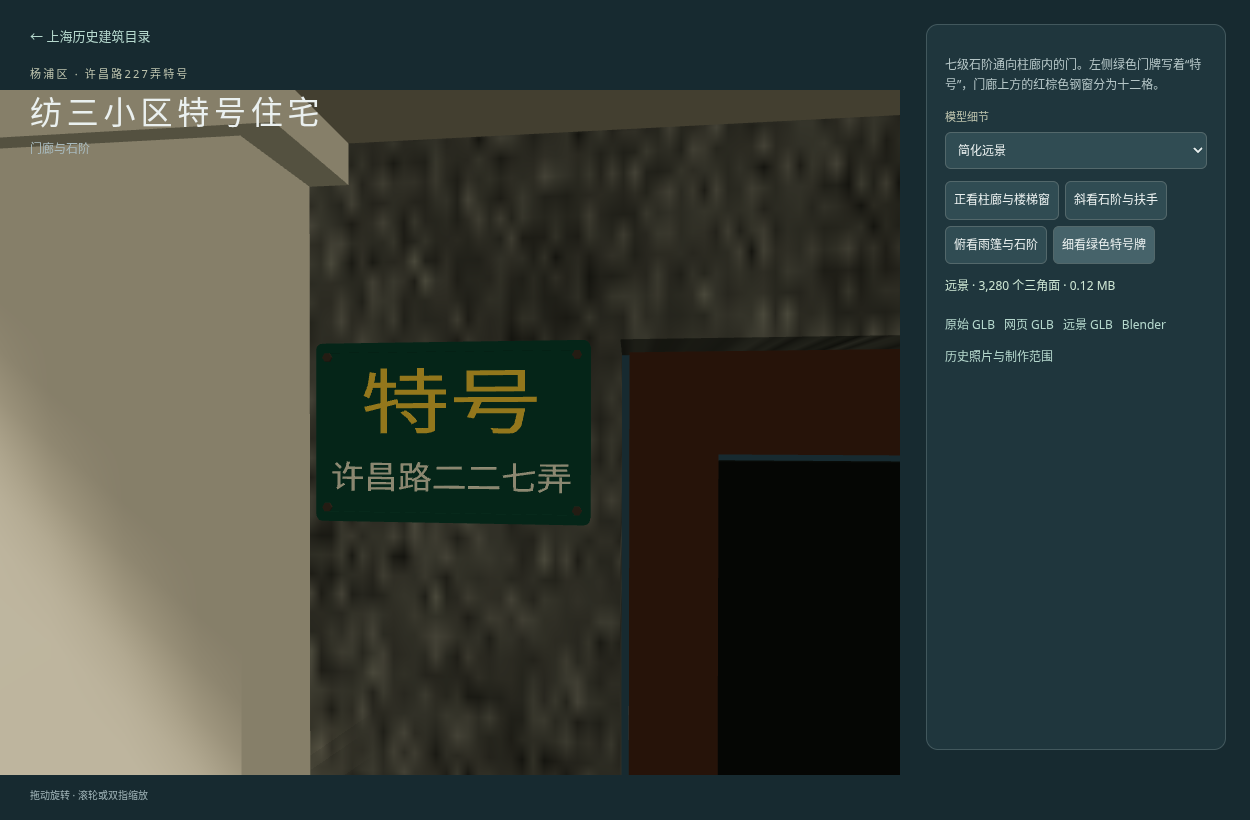 ← 上海历史建筑目录
杨浦区 · 许昌路227弄特号
纺三小区特号住宅
门廊与石阶
特号
许昌路二二七弄
拖动旋转 · 滚轮或双指缩放
七级石阶通向柱廊内的门。左侧绿色门牌写着“特
号”，门廊上方的红棕色钢窗分为十二格。
模型细节
简化远景
正看柱廊与楼梯窗 斜看石阶与扶手
俯看雨篷与石阶 细看绿色特号牌
远景 · 3,280 个三角面 · 0.12 MB
原始 GLB 网页 GLB 远景 GLB Blender
历史照片与制作范围